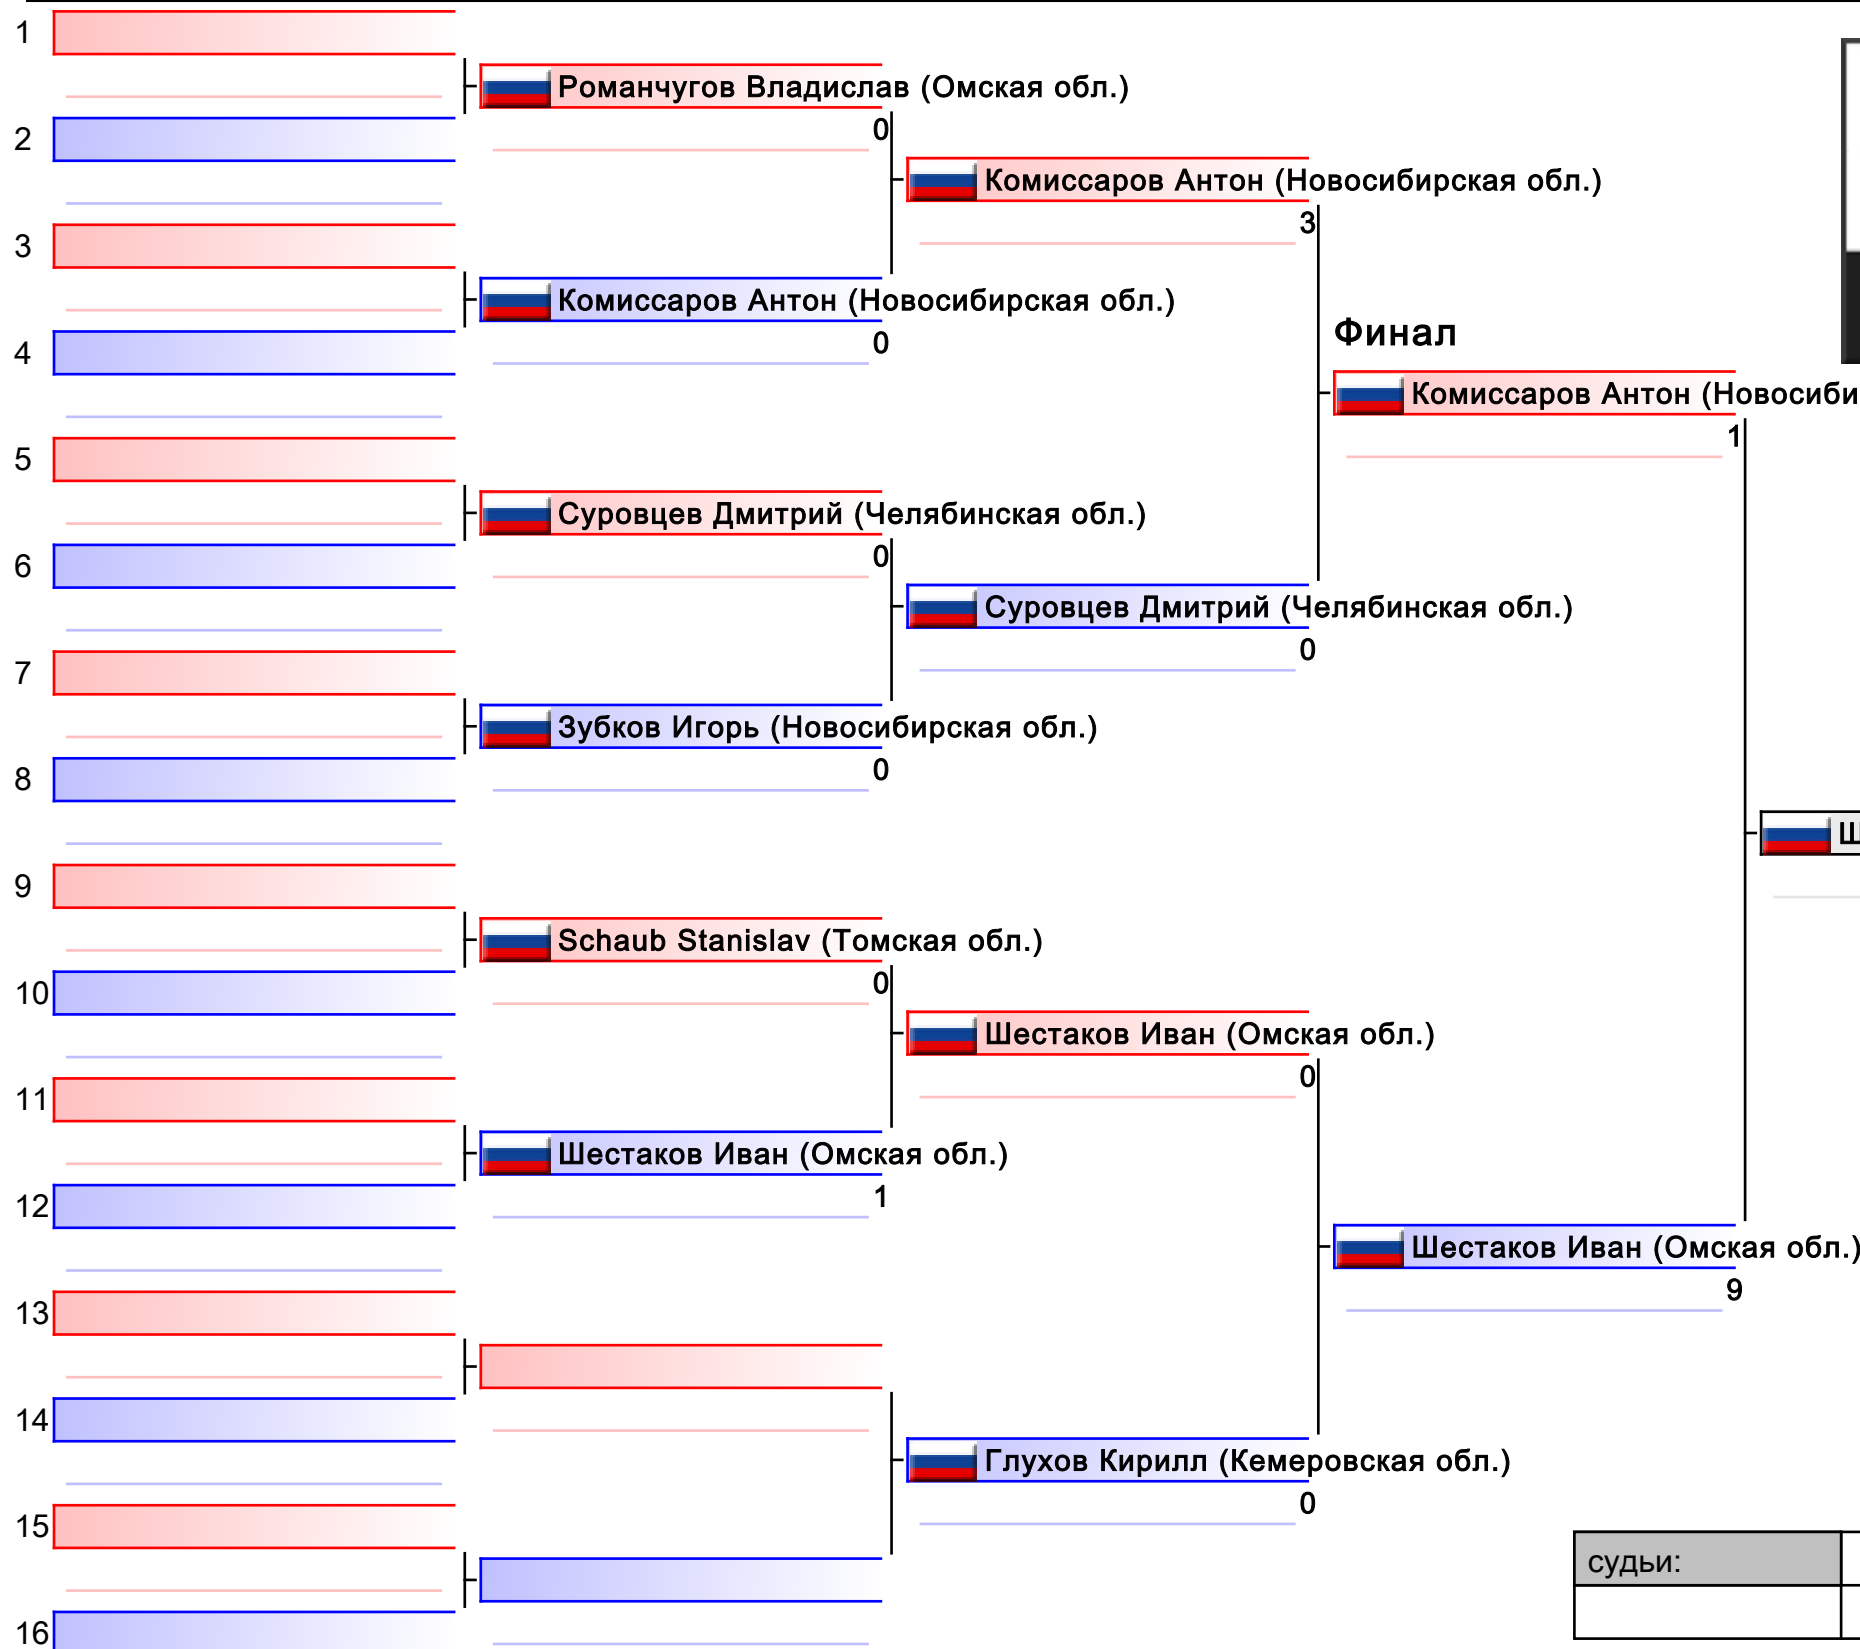 1
Романчугов Владислав (Омская обл.)
0
2
Комиссаров Антон (Новосибирская обл.)
3
3
Комиссаров Антон (Новосибирская обл.)
0
4
Финал
Комиссаров Антон (Новосиби
1
5
Суровцев Дмитрий (Челябинская обл.)
0
6
Суровцев Дмитрий (Челябинская обл.)
0
7
Зубков Игорь (Новосибирская обл.)
0
8
Ш
9
Schaub Stanislav (Томская обл.)
0
10
Шестаков Иван (Омская обл.)
0
11
Шестаков Иван (Омская обл.)
1
12
Шестаков Иван (Омская обл.)
9
13
14
Глухов Кирилл (Кемеровская обл.)
0
15
судьи:
16